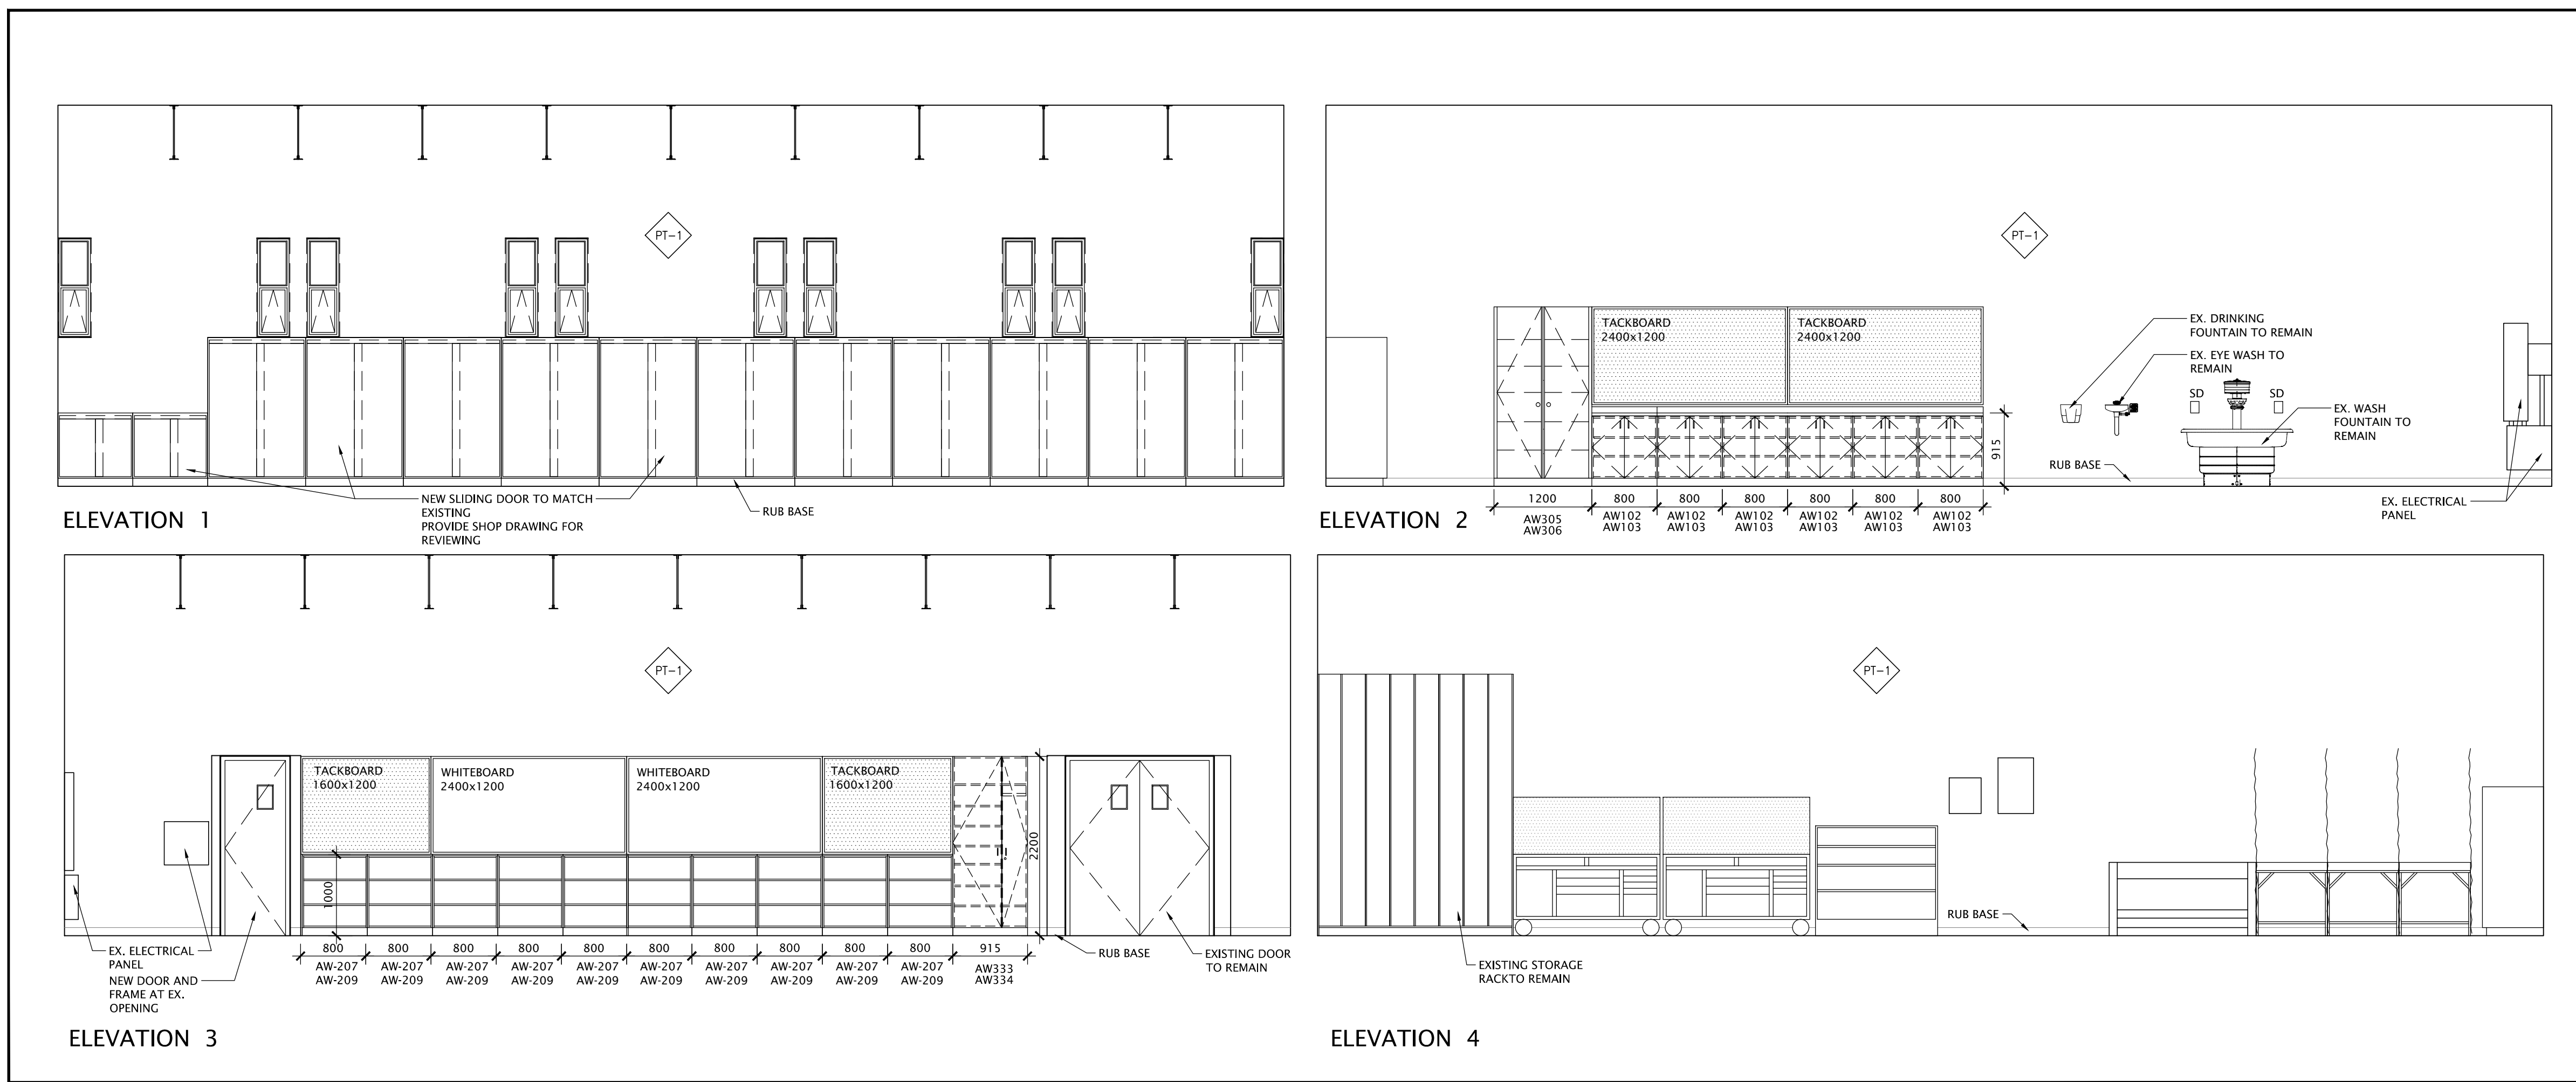 PT-1
NEW SLIDING DOOR TO MATCH
EXISTING
PROVIDE SHOP DRAWING FOR
REVIEWING
RUB BASE
ELEVATION 1
PT-1
TACKBOARD
2400x1200
TACKBOARD
2400x1200
EX. DRINKING
FOUNTAIN TO REMAIN
EX. EYE WASH TO
REMAIN
SD
SD
EX. WASH
FOUNTAIN TO
REMAIN
915
RUB BASE
EX. ELECTRICAL
PANEL
1200
800
800
800
800
800
800
AW305
AW306
AW102
AW103
AW102
AW103
AW102
AW103
AW102
AW103
AW102
AW103
AW102
AW103
ELEVATION 2
PT-1
TACKBOARD
1600x1200
WHITEBOARD
2400x1200
WHITEBOARD
2400x1200
TACKBOARD
1600x1200
1000
2200
EX. ELECTRICAL
PANEL
NEW DOOR AND
FRAME AT EX.
OPENING
800
800
800
800
800
800
800
800
800
800
915
AW-207
AW-209
AW-207
AW-209
AW-207
AW-209
AW-207
AW-209
AW-207
AW-209
AW-207
AW-209
AW-207
AW-209
AW-207
AW-209
AW-207
AW-209
AW-207
AW-209
AW333
AW334
RUB BASE
EXISTING DOOR
TO REMAIN
ELEVATION 3
PT-1
RUB BASE
EXISTING STORAGE
RACKTO REMAIN
ELEVATION 4